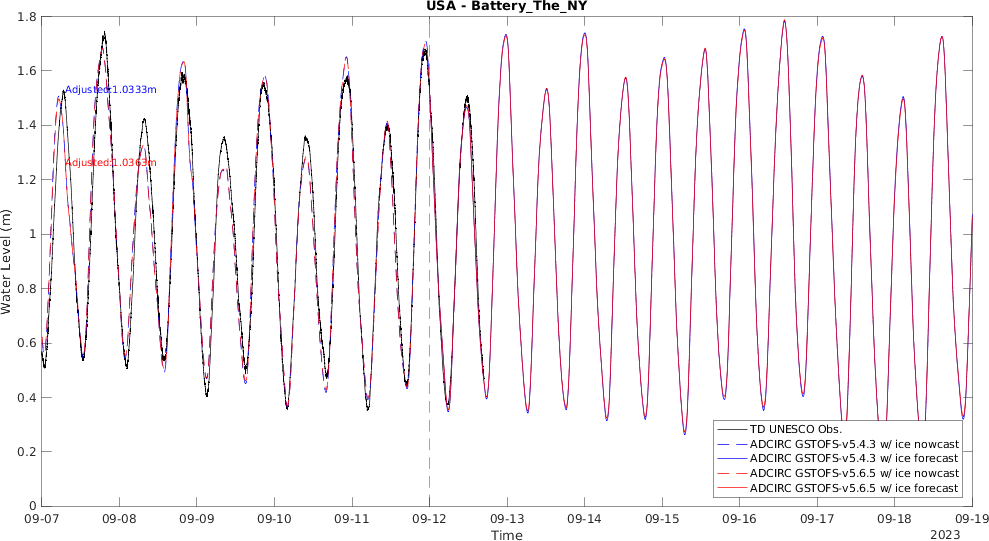 USA - Battery_The_NY
1.8
1.6
1.4
1.2
1
0.8
0.6
0.4
0.2
0
Water Level (m)
Adjusted:1.0333m
Adjusted:1.0363m
TD UNESCO Obs.
ADCIRC GSTOFS-v5.4.3 w/ ice nowcast
ADCIRC GSTOFS-v5.4.3 w/ ice forecast
ADCIRC GSTOFS-v5.6.5 w/ ice nowcast
ADCIRC GSTOFS-v5.6.5 w/ ice forecast
09-07 09-08 09-09 09-10 09-11 09-12 09-13 09-14 09-15 09-16 09-17 09-18 09-19
Time
2023